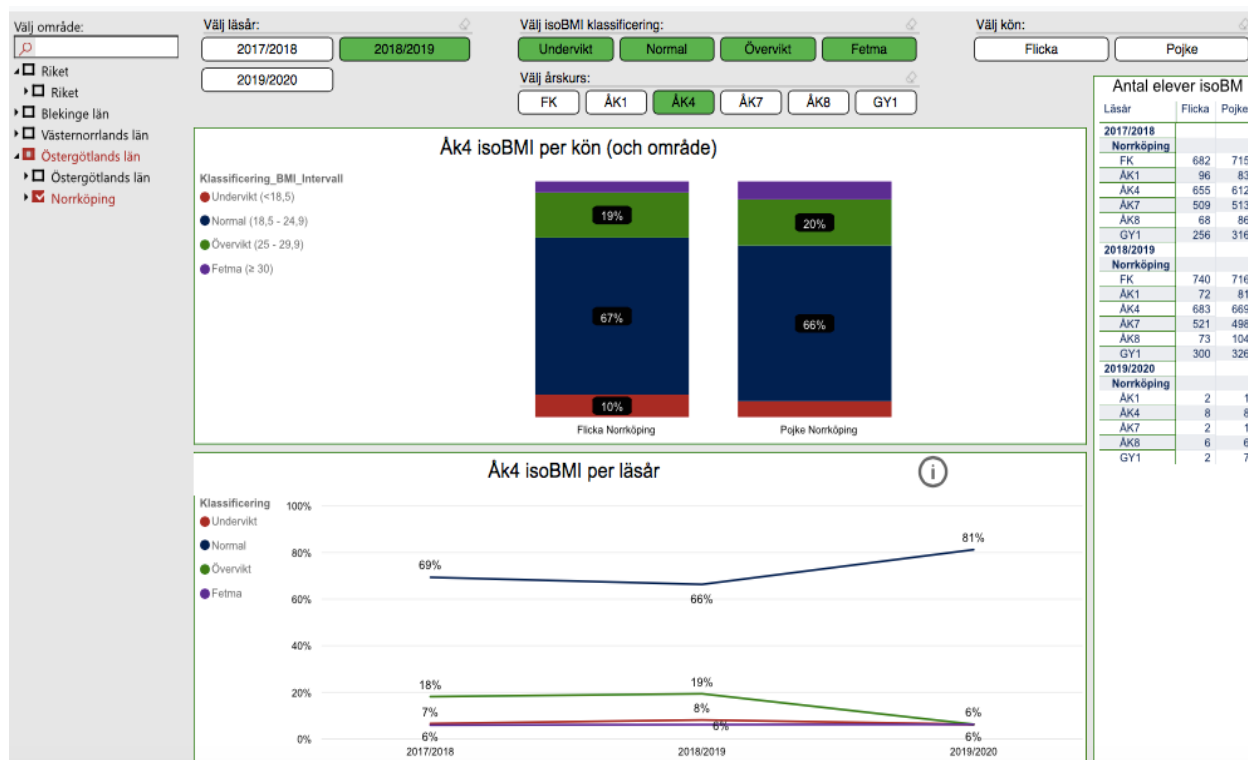 Välj område:
Riket
Riket
Blekinge län
Västernorrlands län
Östergötlands län
Östergötlands län
Norrköping
Välj läsår:
2017/2018
2018/2019
2019/2020
Välj isoBMI klassificering:
Undervikt
Normal
Övervikt
Fetma
Välj årskurs:
FK
ÅK1
ÅK4
ÅK7
ÅK8
GY1
Välj kön:
Flicka
Pojke
Åk4 isoBMI per kön (och område)
Klassificering_BMI_Intervall
Undervikt (<18,5)
Normal (18,5 - 24,9)
Övervikt (25 - 29,9)
Fetma (≥ 30)
19%
67%
10%
Flicka Norrköping
20%
66%
Pojke Norrköping
Åk4 isoBMI per läsår
i
Klassificering
Undervikt
Normal
Övervikt
Fetma
100%
80%
60%
40%
20%
0%
69%
66%
81%
18%
19%
7%
8%
6%
6%
6%
6%
2017/2018
2018/2019
2019/2020
Antal elever isoBM
Läsår Flicka Pojke
2017/2018
Norrköping
FK 682 715
ÅK1 96 83
ÅK4 655 612
ÅK7 509 513
ÅK8 68 86
GY1 256 316
2018/2019
Norrköping
FK 740 716
ÅK1 72 81
ÅK4 683 669
ÅK7 521 498
ÅK8 73 104
GY1 300 326
2019/2020
Norrköping
ÅK1 2 1
ÅK4 8 8
ÅK7 2 1
ÅK8 6 6
GY1 2 7